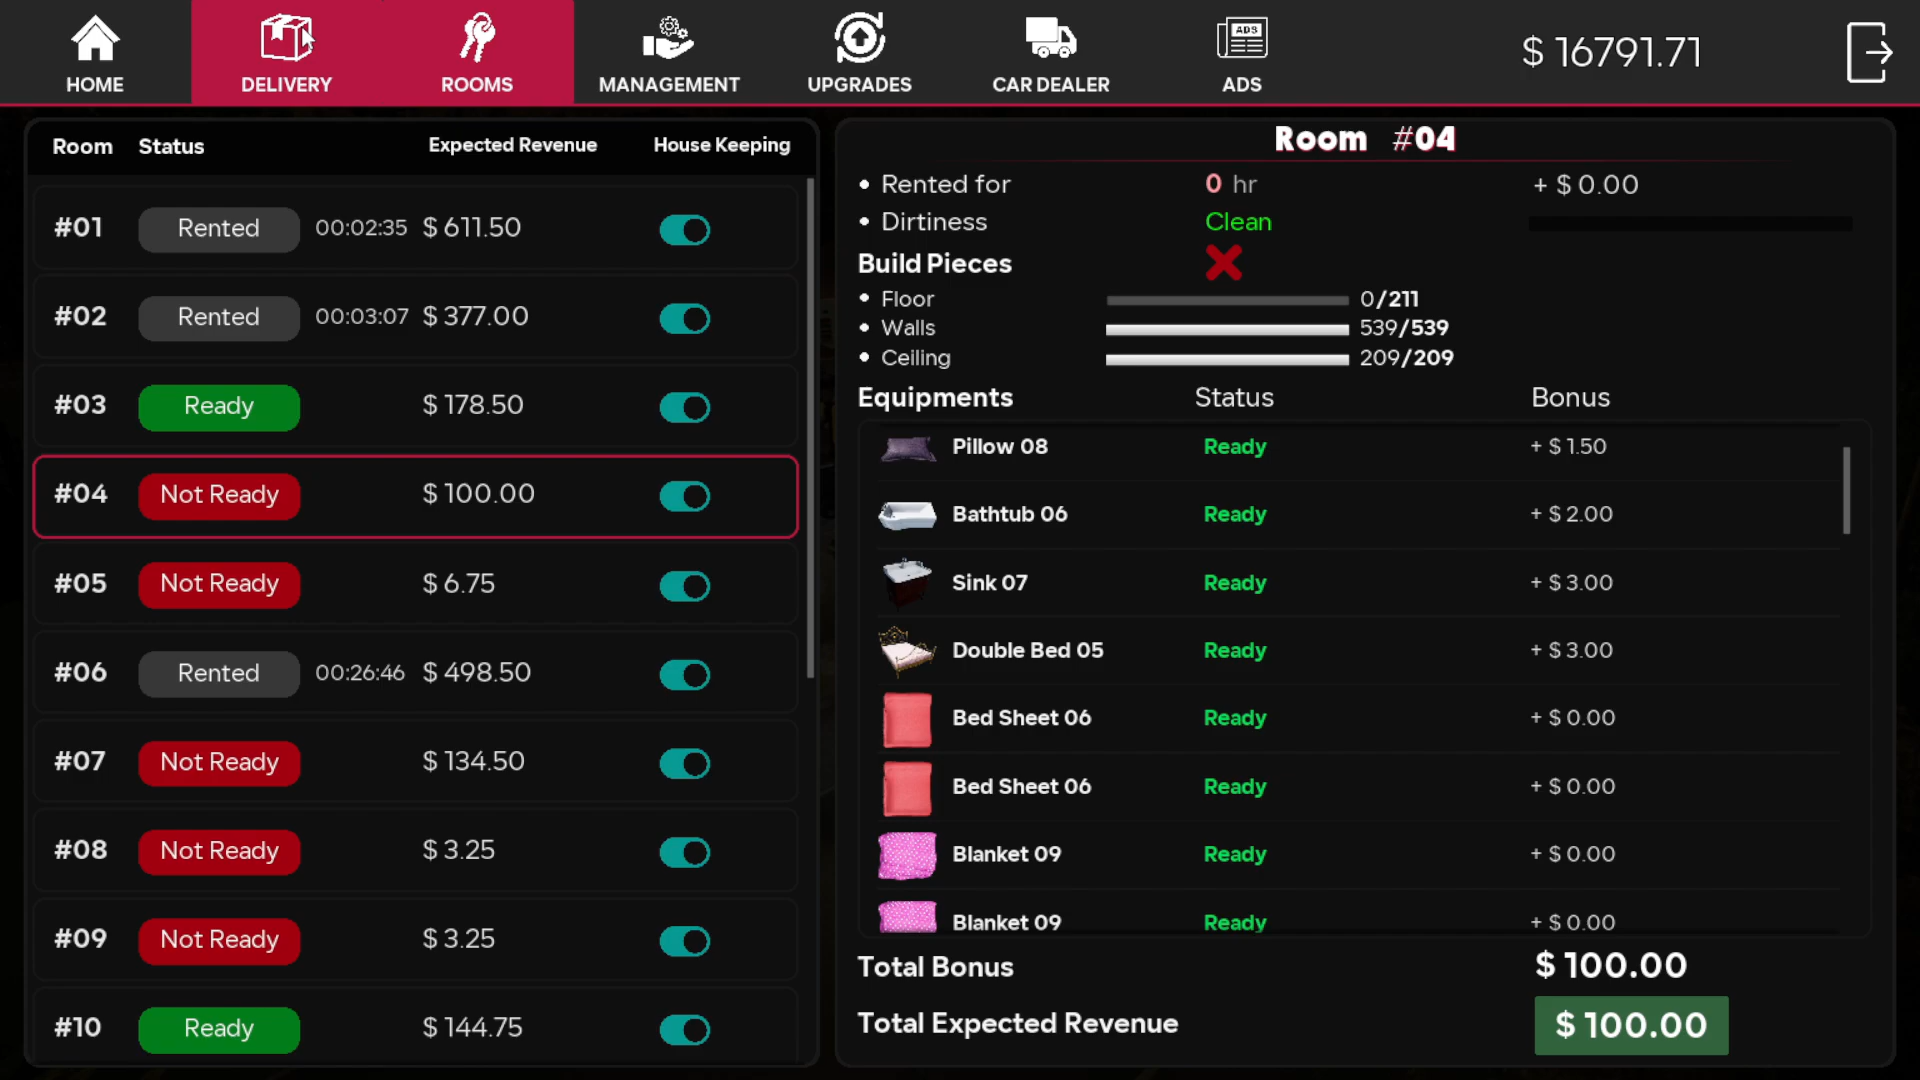 HOME
DELIVERY
ROOMS
MANAGEMENT
UPGRADES
CAR DEALER
ADS
ADS
$ 16791.71
Room Status Expected Revenue House Keeping
#01 Rented 00:02:35 $ 611.50
#02 Rented 00:03:07 $ 377.00
#03 Ready $ 178.50
#04 Not Ready $ 100.00
#05 Not Ready $ 6.75
#06 Rented 00:26:46 $ 498.50
#07 Not Ready $ 134.50
#08 Not Ready $ 3.25
#09 Not Ready $ 3.25
#10 Ready $ 144.75
Room #04
• Rented for 0 hr + $ 0.00
• Dirtiness Clean
Build Pieces
• Floor 0/211
• Walls 539/539
• Ceiling 209/209
Equipments Status Bonus
Pillow 08 Ready + $ 1.50
Bathtub 06 Ready + $ 2.00
Sink 07 Ready + $ 3.00
Double Bed 05 Ready + $ 3.00
Bed Sheet 06 Ready + $ 0.00
Bed Sheet 06 Ready + $ 0.00
Blanket 09 Ready + $ 0.00
Blanket 09 Ready + $ 0.00
Total Bonus $ 100.00
Total Expected Revenue $ 100.00